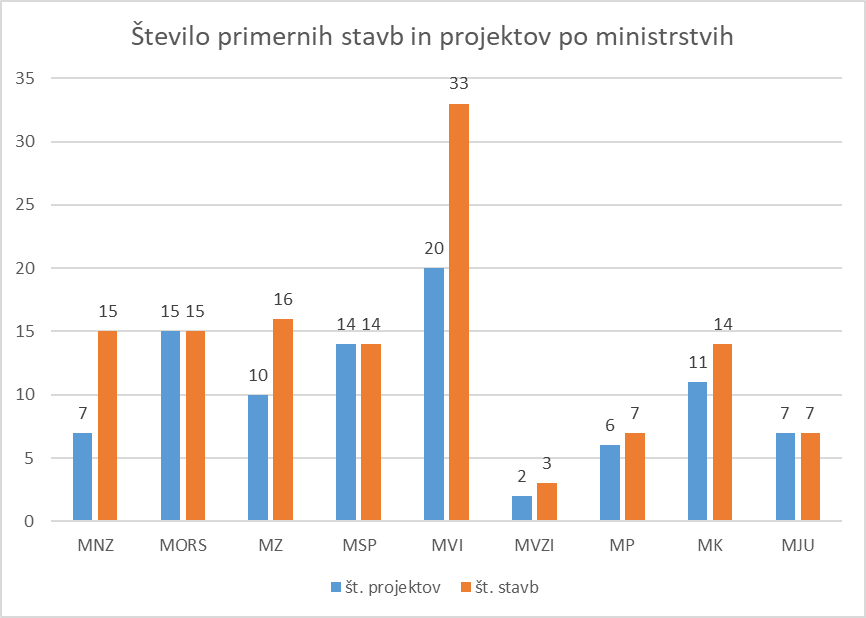 Število primernih stavb in projektov po ministrstvih
35
30
25
20
15
10
5
0
7 15 15 15 10 16 14 14 20 33 2 3 6 7 11 14 7 7
MNZ MORS MZ MSP MVI MVZI MP MK MJU
št. projektov št. stavb